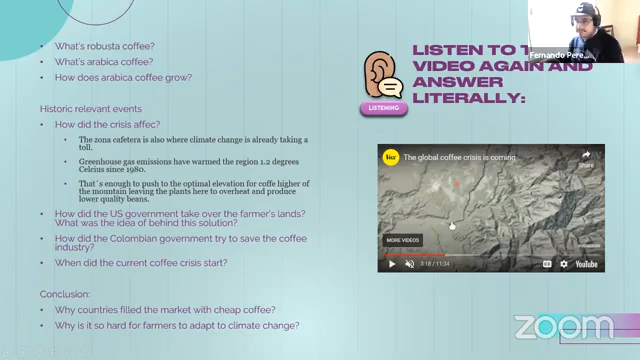 What's robusta coffee?
What's arabica coffee?
How does arabica coffee grow?
Historic relevant events
How did the crisis affec?
The zona cafetera is also where climate change is already taking a
toll.
Greenhouse gas emissions have warmed the region 1.2 degrees
Celcius since 1980.
That´s enough to push to the optimal elevation for coffe higher of
the mountain leaving the plants here to overheat and produce
lower quality beans.
How did the US government take over the farmer's lands?
What was the idea of behind this solution?
How did the Colombian government try to save the coffee
industry?
When did the current coffee crisis start?
Conclusion:
Why countries filled the market with cheap coffee?
Why is it so hard for farmers to adapt to climate change?
LISTENING
LISTEN TO
VIDEO AGAIN AND
ANSWER
LITERALLY:
Fernando Pere...
Vox
The global coffee crisis is coming
Share
MORE VIDEOS
3:18 / 11:34
CC
YouTube
zoom